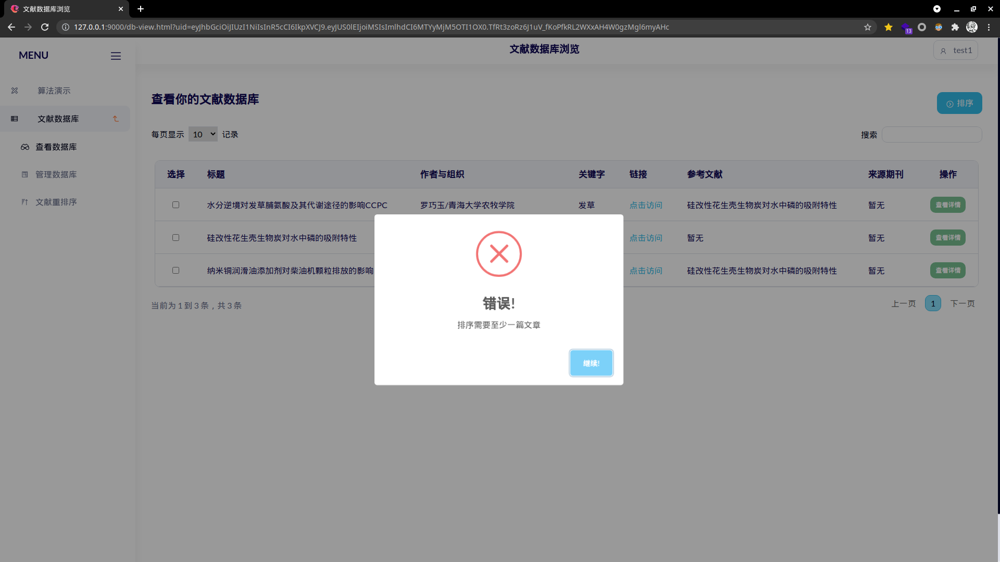 文献数据库浏览
127.0.0.1:9000/db-view.html?uid=eyJhbGciOiJIUzI1NiIsInR5cCI6IkpXVCJ9.eyJUS0lEIjoiMSIsImlhdCI6MTYyMjM5OTI1OX0.TfRt3zoRz6J1uV_fKoPfkRL2WXxAH4W0gzMgl6myAHc
13
MENU
文献数据库浏览
test1
算法演示
文献数据库
查看数据库
管理数据库
文献重排序
查看你的文献数据库
排序
每页显示 10 记录
搜索
选择 标题 作者与组织 关键字 链接 参考文献 来源期刊 操作
水分逆境对发草脯氨酸及其代谢途径的影响CCPC 罗巧玉/青海大学农牧学院 发草 点击访问 硅改性花生壳生物炭对水中磷的吸附特性 暂无 查看详情
硅改性花生壳生物炭对水中磷的吸附特性 点击访问 暂无 暂无 查看详情
纳米铜润滑油添加剂对柴油机颗粒排放的影响 点击访问 硅改性花生壳生物炭对水中磷的吸附特性 暂无 查看详情
当前为 1 到 3 条，共 3 条
上一页 1 下一页
错误!
排序需要至少一篇文章
继续!